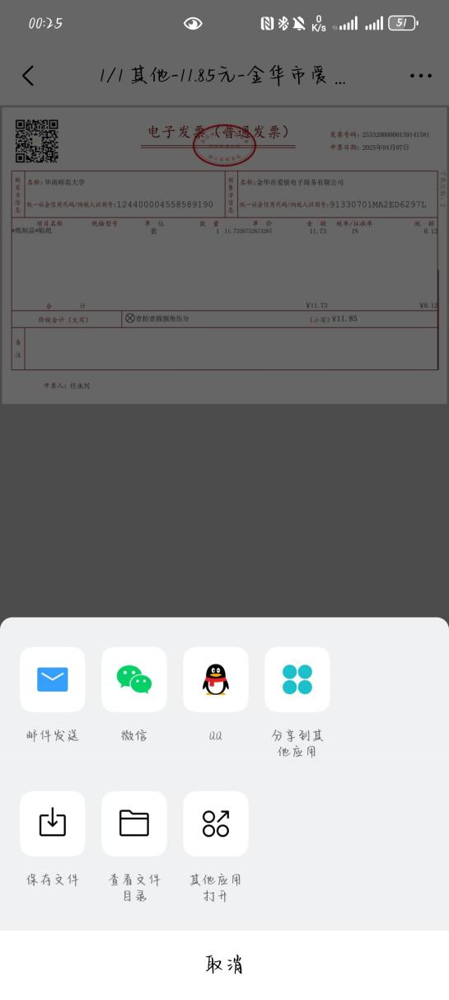 00:25
0
K/s
51
1/1 其他-11.85元-金华市爱 ...
电子发票（普通发票）
发票号码：25332000000139141581
开票日期：2025年04月07日
购买方信息
名称：华南师范大学
统一社会信用代码/纳税人识别号：124400004558589190
销售方信息
名称：金华市爱彼电子商务有限公司
统一社会信用代码/纳税人识别号：91330701MA2ED6297L
项目名称 规格型号 单位 数量 单价 金额 税率/征收率 税额
*纸制品*贴纸 套 1 11.7326732673267 11.73 1% 0.12
合计 ¥11.73 ¥0.12
价税合计（大写） 壹拾壹圆捌角伍分 （小写）¥11.85
备注
开票人：任永兴
邮件发送
微信
QQ
分享到其
他应用
保存文件
查看文件
目录
其他应用
打开
取消